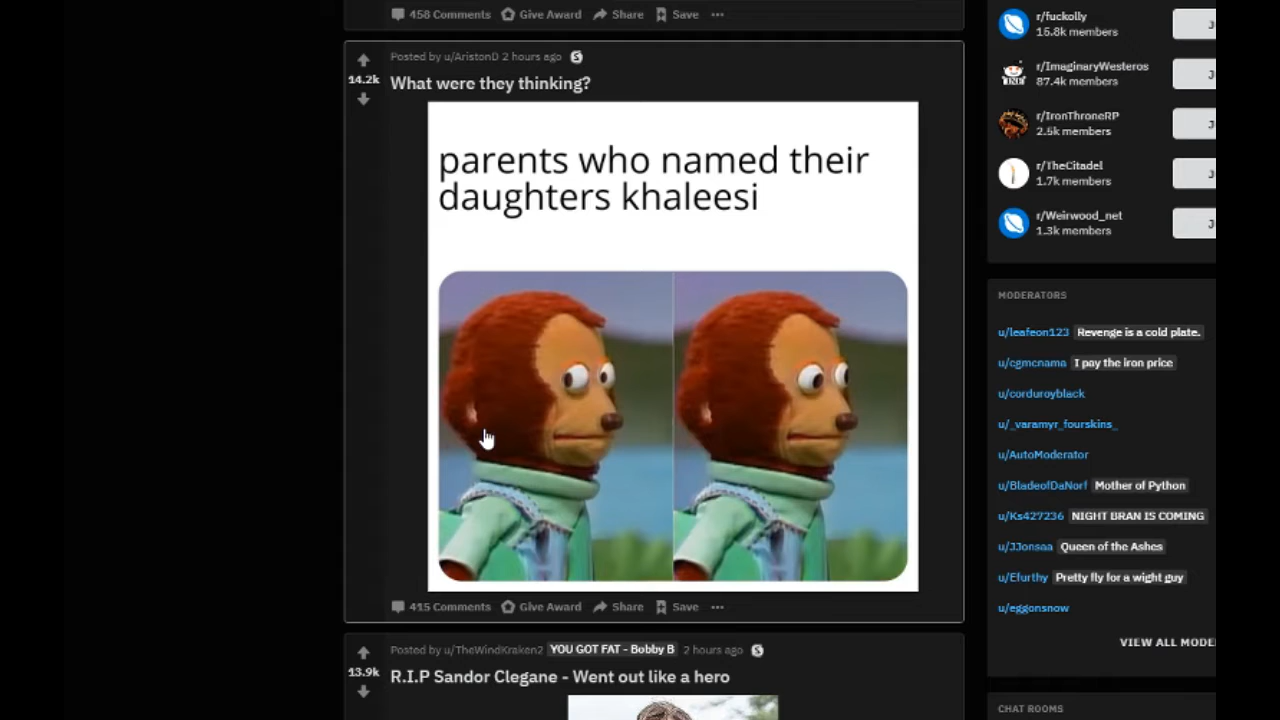 458 Comments Give Award Share Save
Posted by u/AristonD 2 hours ago
14.2k
What were they thinking?
parents who named their
daughters khaleesi
415 Comments Give Award Share Save
Posted by u/TheWindKraken2 YOU GOT FAT - Bobby B 2 hours ago
13.9k
R.I.P Sandor Clegane - Went out like a hero
r/fuckolly
15.8k members
r/ImaginaryWesteros
87.4k members
r/IronThroneRP
2.5k members
r/TheCitadel
1.7k members
r/Weirwood_net
1.3k members
MODERATORS
u/leafeon123 Revenge is a cold plate.
u/cgmcnama I pay the iron price
u/corduroyblack
u/_varamyr_fourskins_
u/AutoModerator
u/BladeofDaNorf Mother of Python
u/Ks427236 NIGHT BRAN IS COMING
u/JJonsaa Queen of the Ashes
u/Efurthy Pretty fly for a wight guy
u/eggonsnow
VIEW ALL MODE
CHAT ROOMS